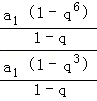 a₁ (1 – q⁶)
1 – q
a₁ (1 – q³)
1 – q